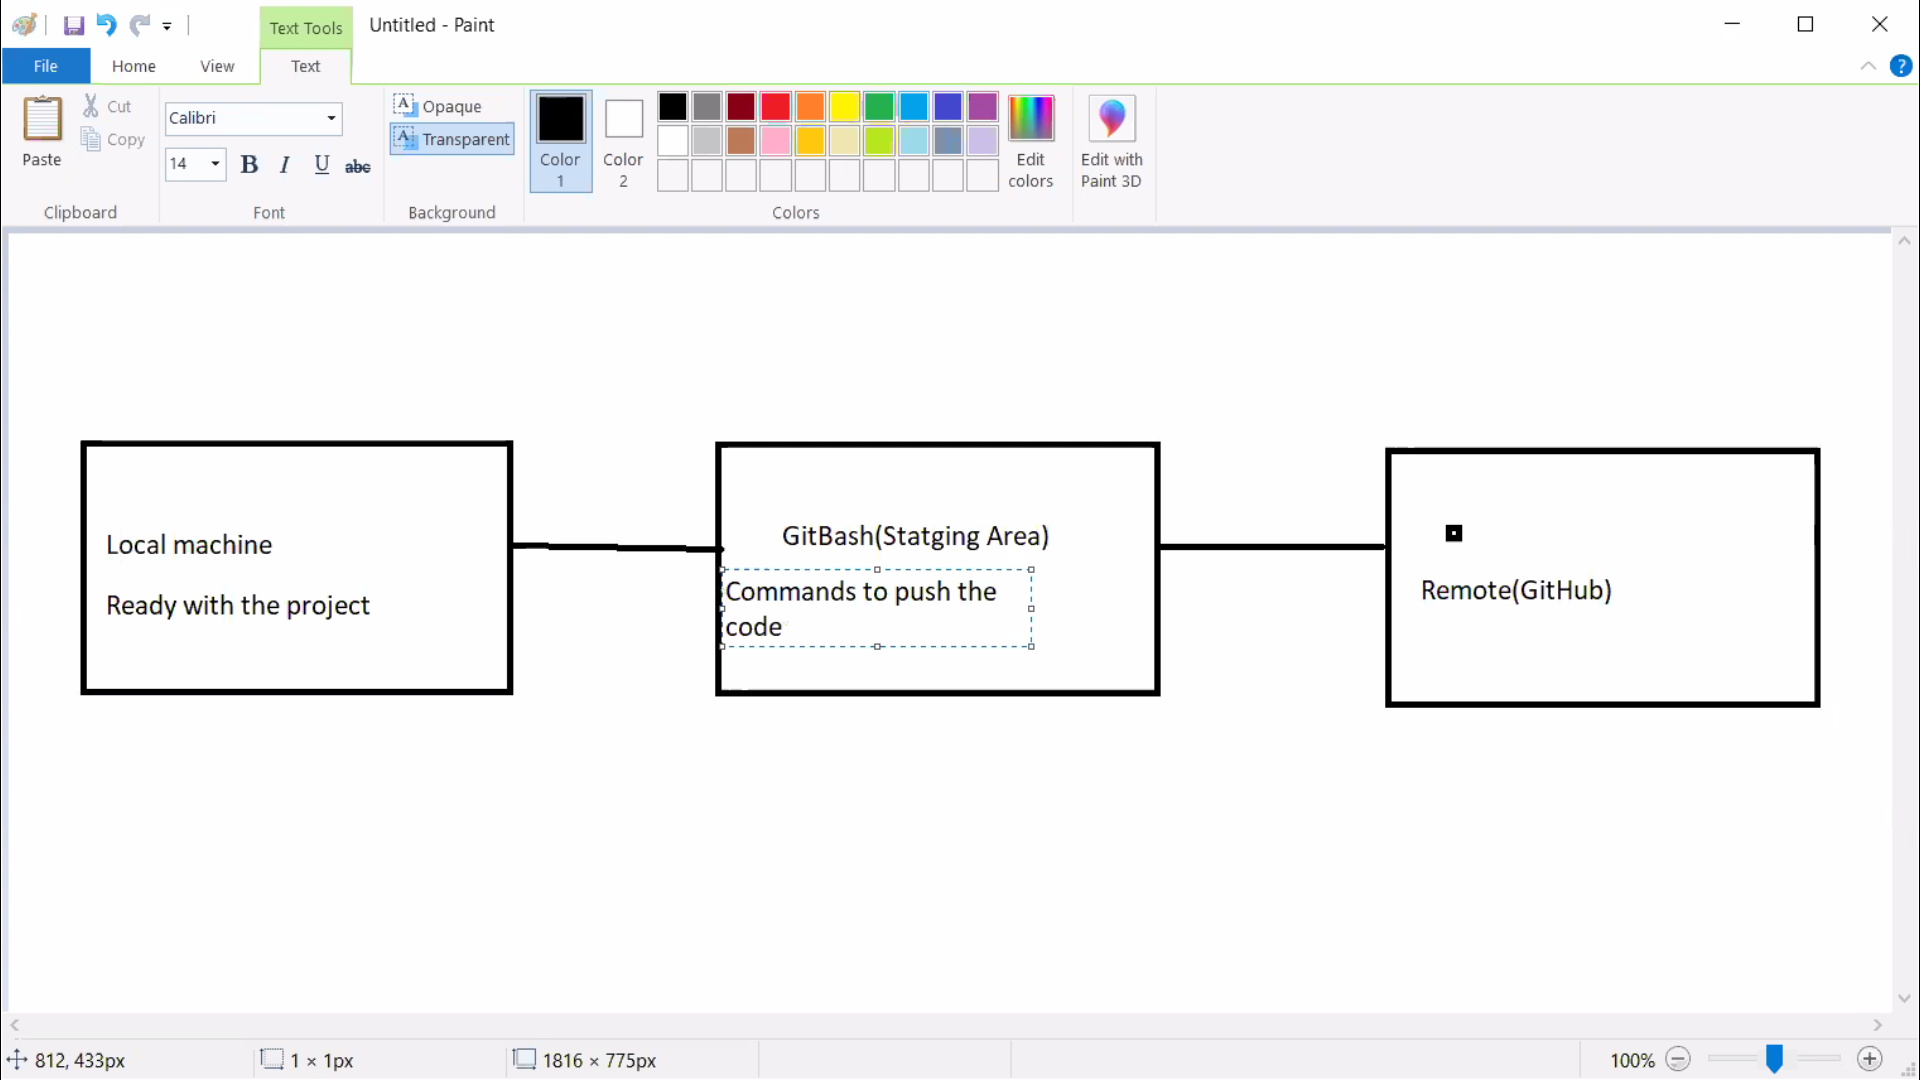 Text Tools
Untitled - Paint
File
Home
View
Text
Paste
Cut
Copy
Clipboard
Calibri
14
B I U abc
Font
A Opaque
A Transparent
Background
Color 1
Color 2
Edit colors
Edit with Paint 3D
Colors
?
Local machine
Ready with the project
GitBash(Statging Area)
Commands to push the
code
Remote(GitHub)
812, 433px
1 × 1px
1816 × 775px
100%